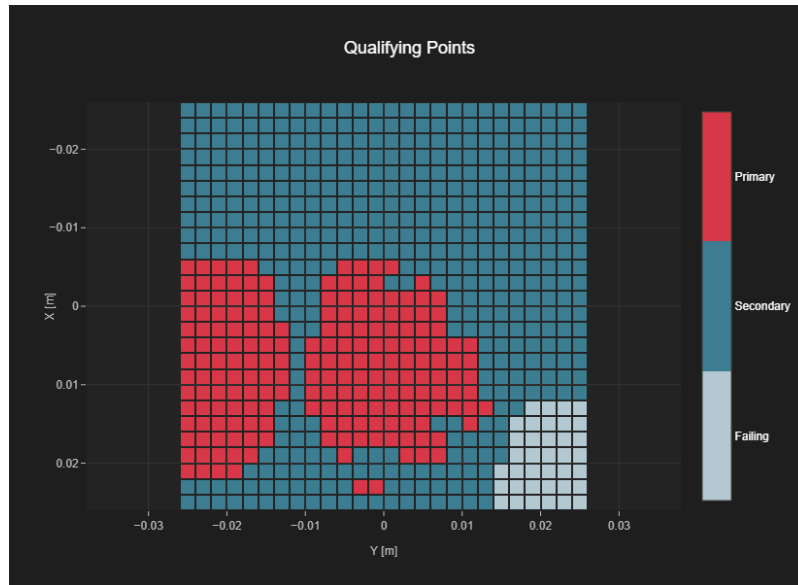 Qualifying Points
Primary
Secondary
Failing
−0.02
−0.01
0
0.01
0.02
X [m]
−0.03
−0.02
−0.01
0
0.01
0.02
0.03
Y [m]